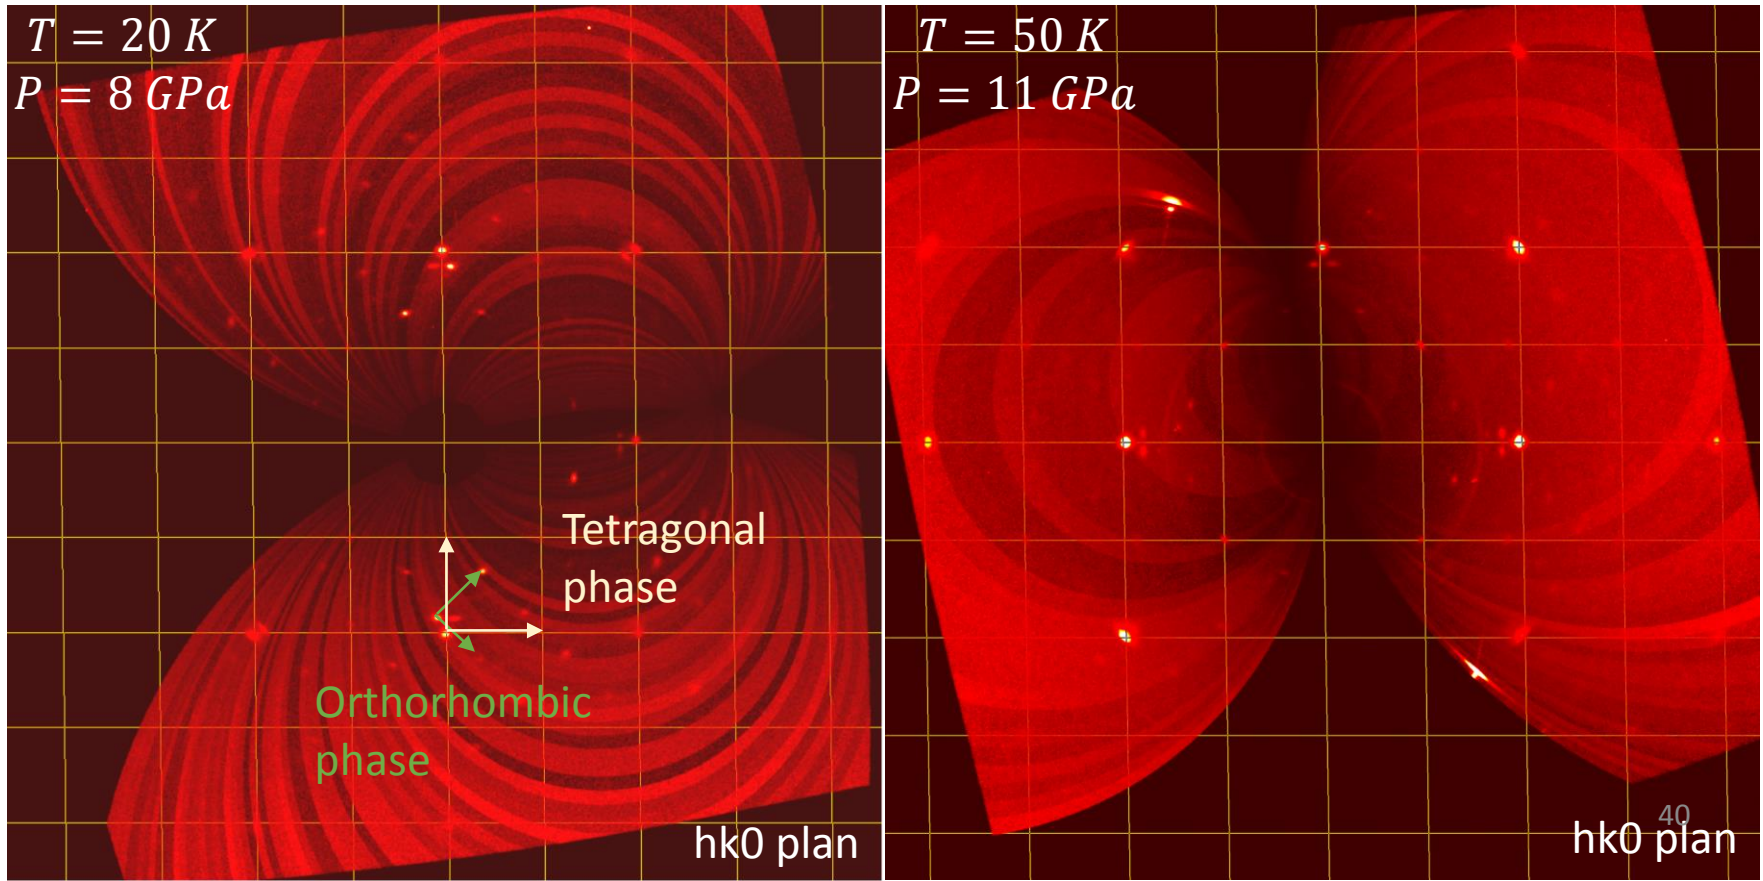 T = 20 K
P = 8 GPa
Tetragonal
phase
Orthorhombic
phase
hk0 plan
T = 50 K
P = 11 GPa
40
hk0 plan